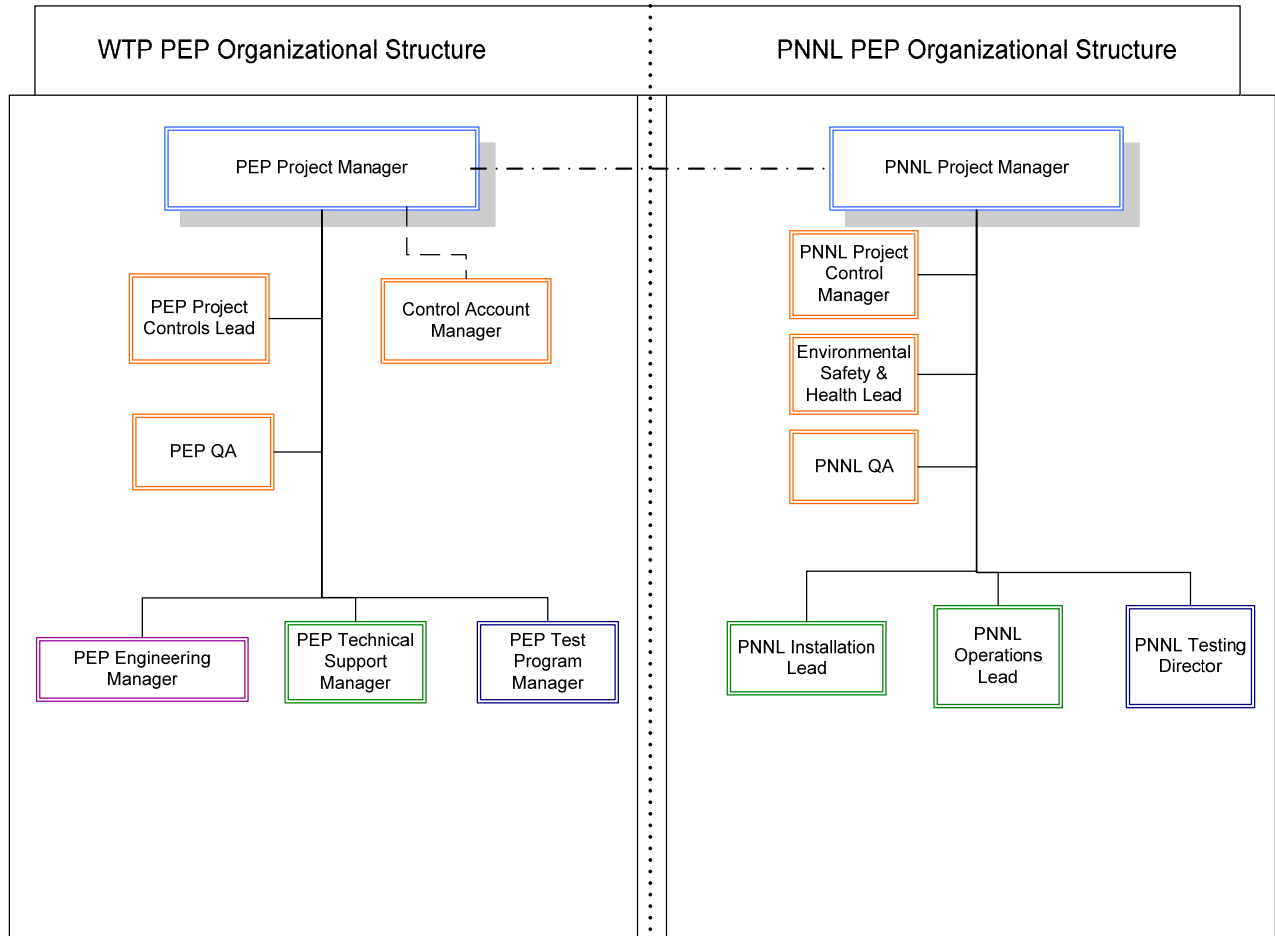 WTP PEP Organizational Structure
PNNL PEP Organizational Structure
PEP Project Manager
PEP Project
Controls Lead
Control Account
Manager
PEP QA
PEP Engineering
Manager
PEP Technical
Support
Manager
PEP Test
Program
Manager
PNNL Project Manager
PNNL Project
Control
Manager
Environmental
Safety &
Health Lead
PNNL QA
PNNL Installation
Lead
PNNL
Operations
Lead
PNNL Testing
Director